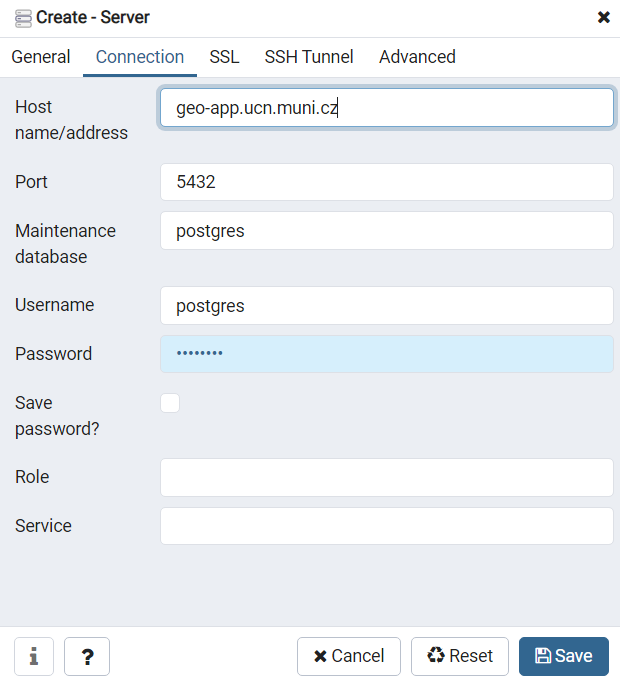 Create - Server
General Connection SSL SSH Tunnel Advanced
Host name/address
geo-app.ucn.muni.cz
Port
5432
Maintenance database
postgres
Username
postgres
Password
••••••••
Save password?
Role
Service
i ? Cancel Reset Save